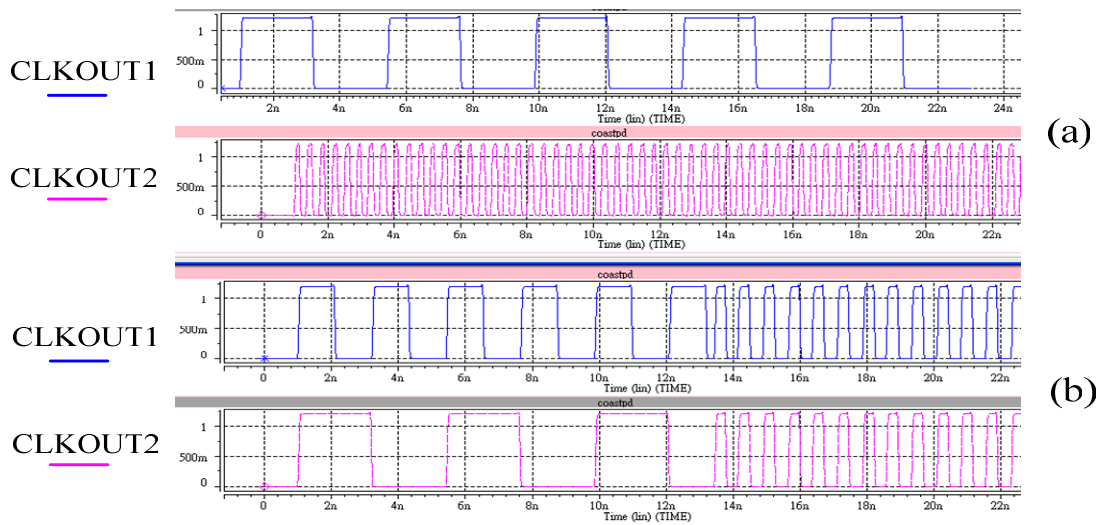 coastpd
CLKOUT1
1
500m
0
2n 4n 6n 8n 10n 12n 14n 16n 18n 20n 22n 24n
Time (lin) (TIME)
coastpd
(a)
CLKOUT2
1
500m
0
0 2n 4n 6n 8n 10n 12n 14n 16n 18n 20n 22n
Time (lin) (TIME)
coastpd
CLKOUT1
1
500m
0
0 2n 4n 6n 8n 10n 12n 14n 16n 18n 20n 22n
Time (lin) (TIME)
coastpd
(b)
CLKOUT2
1
500m
0
0 2n 4n 6n 8n 10n 12n 14n 16n 18n 20n 22n
Time (lin) (TIME)